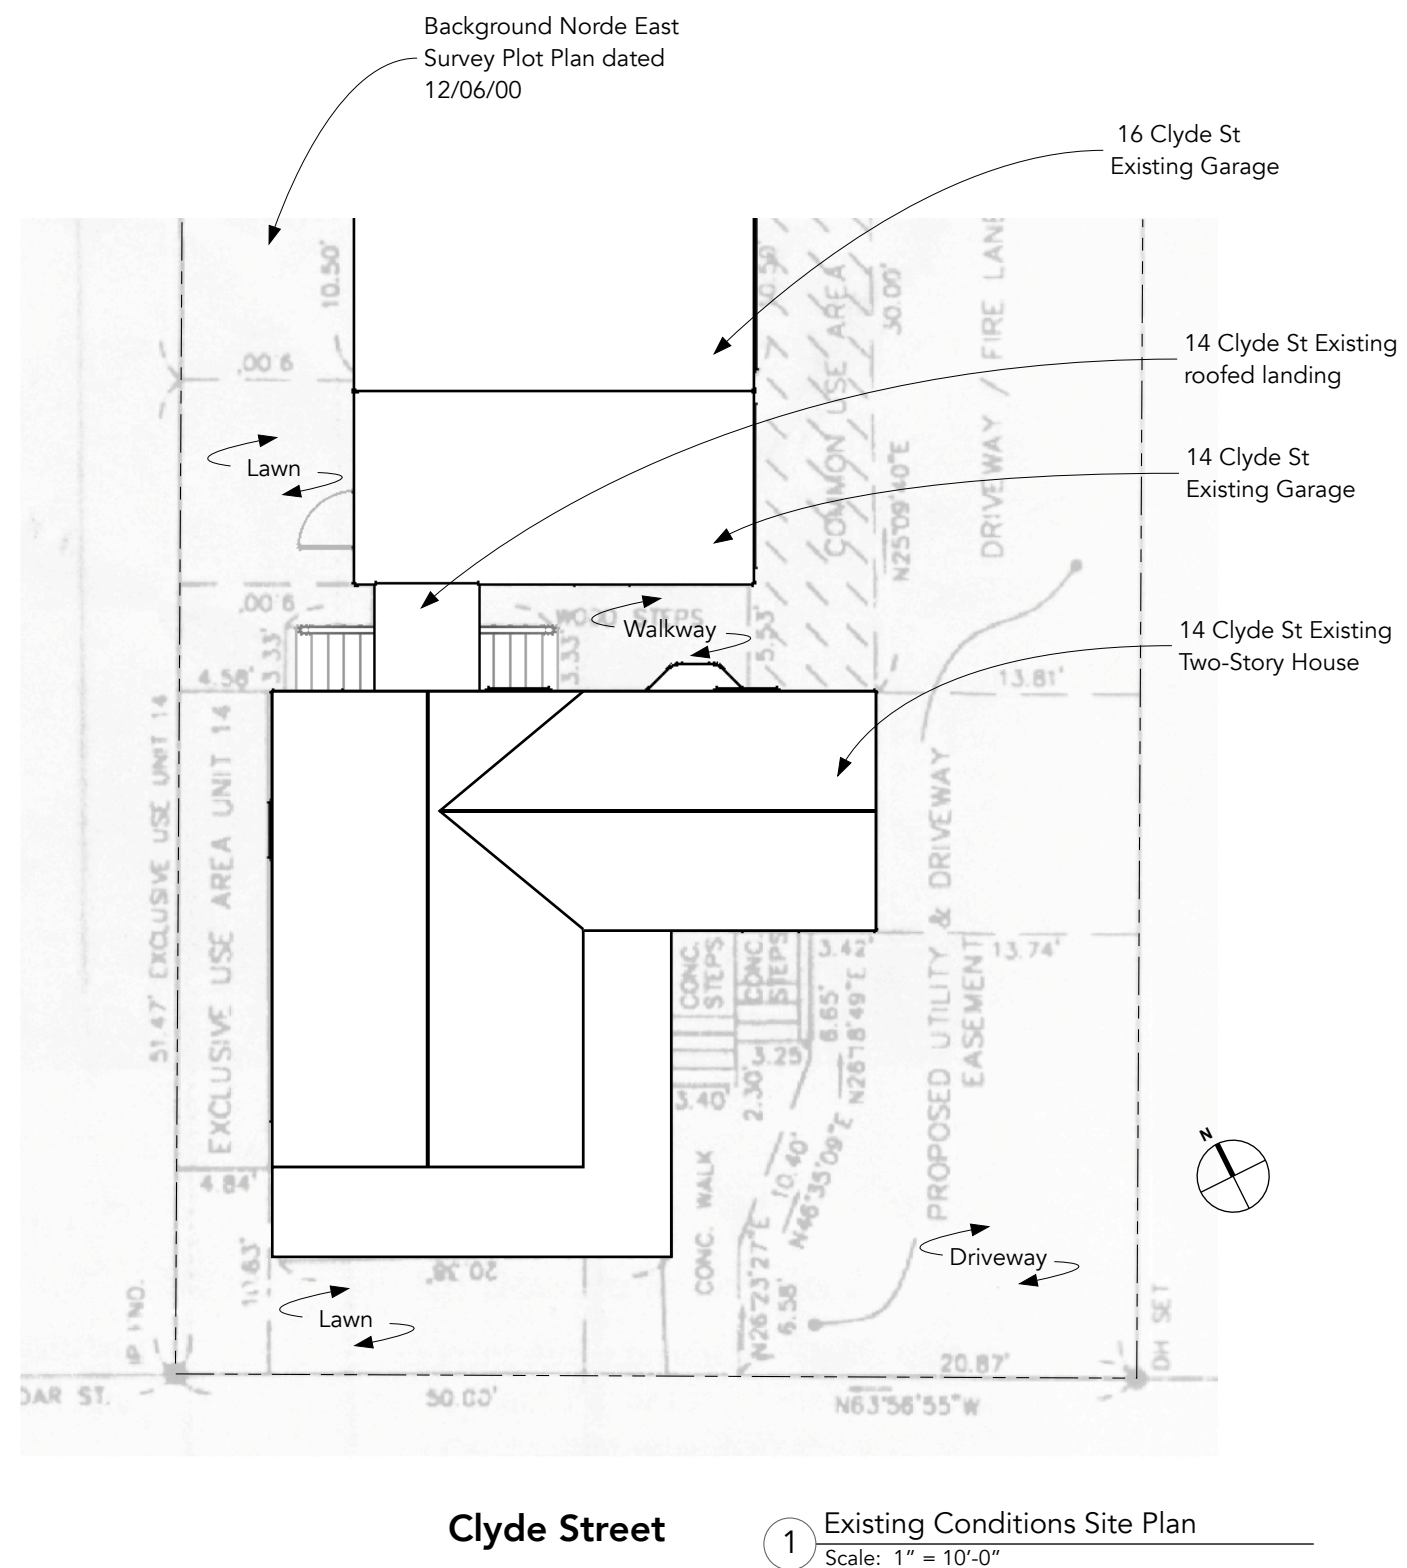 Background Norde East
Survey Plot Plan dated
12/06/00
16 Clyde St
Existing Garage
14 Clyde St Existing
roofed landing
14 Clyde St
Existing Garage
14 Clyde St Existing
Two-Story House
10.50'
10.50'
COMMON USE AREA
30.00'
DRIVEWAY / FIRE LANE
9.00'
Lawn
N25°09'40"E
9.00'
WOOD STEPS
Walkway
3.33'
3.33'
5.53'
4.58'
13.81'
51.47' EXCLUSIVE USE UNIT 14
EXCLUSIVE USE AREA UNIT 14
PROPOSED UTILITY & DRIVEWAY
EASEMENT
CONC.
STEPS
CONC.
STEPS
3.42'
13.74'
6.65'
N26°18'49"E
3.25'
3.40'
2.30'
10.40'
N46°35'09"E
CONC. WALK
4.84'
N
Driveway
20.38'
Lawn
N26°23'27"E
6.58'
DH SET
20.87'
50.00'
N63°56'55"W
Clyde Street
1
Existing Conditions Site Plan
Scale: 1” = 10’-0”